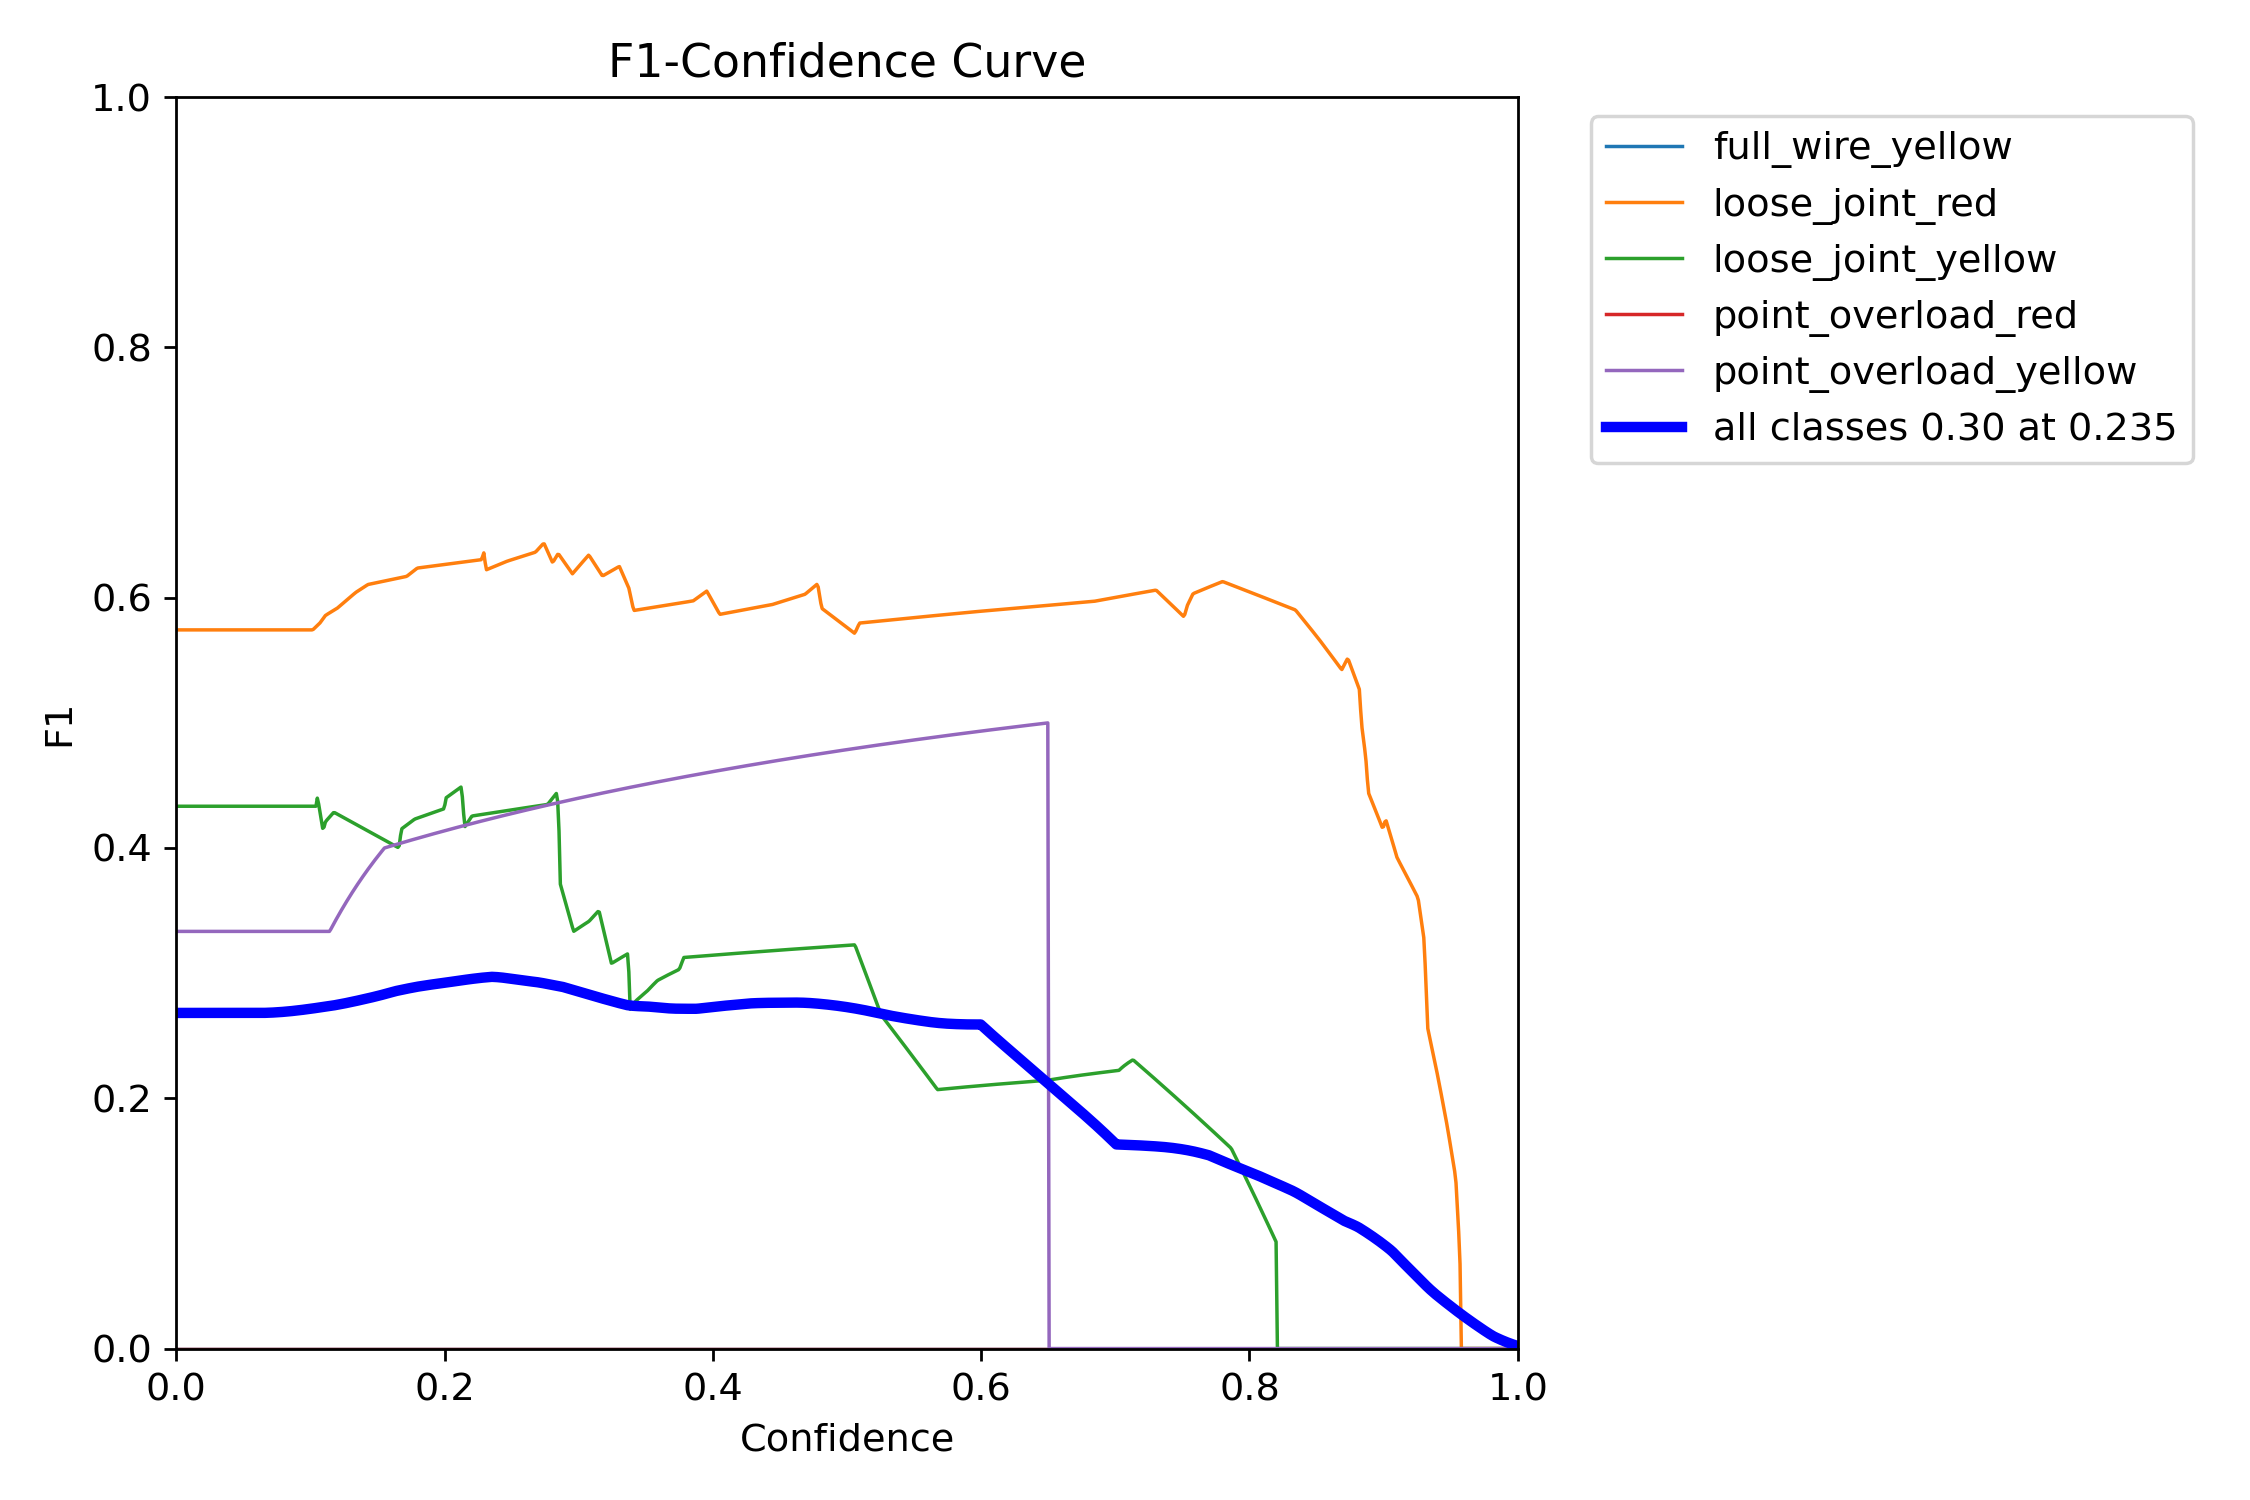 F1-Confidence Curve
1.0
0.8
0.6
0.4
0.2
0.0
F1
0.0 0.2 0.4 0.6 0.8 1.0
Confidence
full_wire_yellow
loose_joint_red
loose_joint_yellow
point_overload_red
point_overload_yellow
all classes 0.30 at 0.235